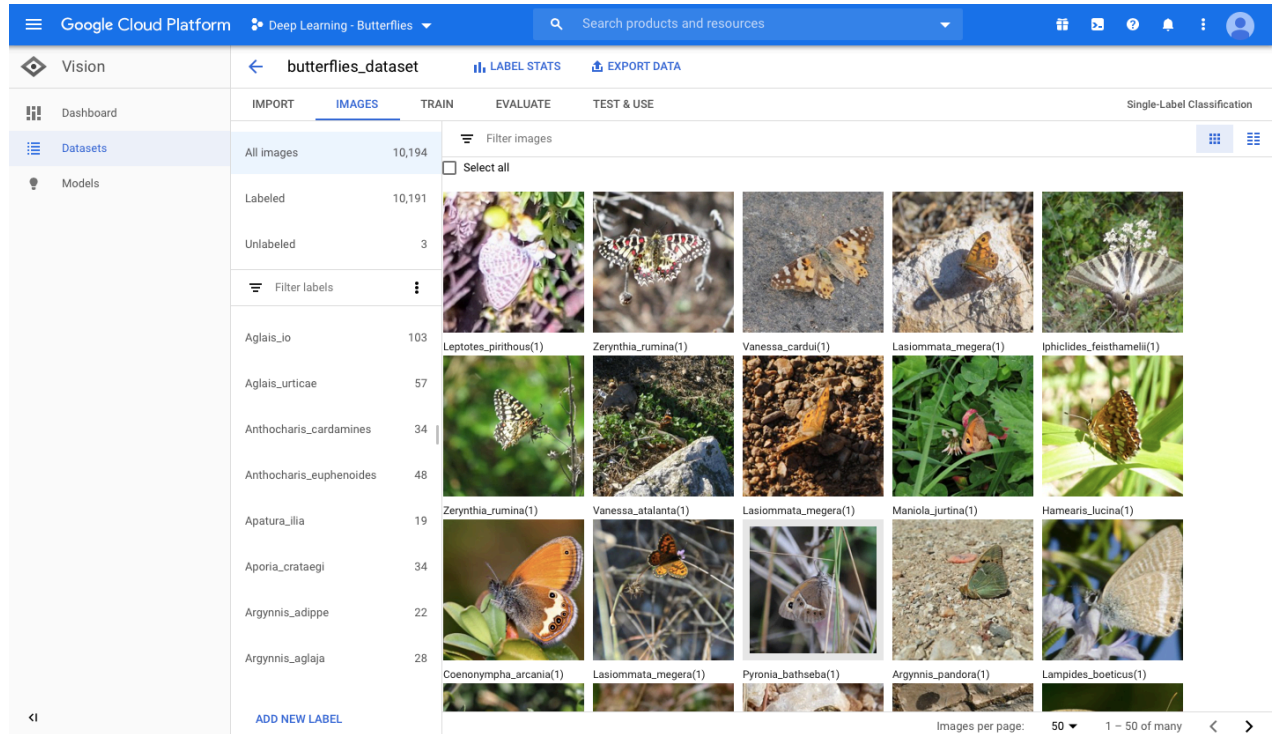 Google Cloud Platform
Deep Learning - Butterflies
Search products and resources
Vision
butterflies_dataset
LABEL STATS
EXPORT DATA
Dashboard
Datasets
Models
IMPORT
IMAGES
TRAIN
EVALUATE
TEST & USE
Single-Label Classification
All images 10,194
Labeled 10,191
Unlabeled 3
Filter labels
Aglais_io 103
Aglais_urticae 57
Anthocharis_cardamines 34
Anthocharis_euphenoides 48
Apatura_ilia 19
Aporia_crataegi 34
Argynnis_adippe 22
Argynnis_aglaja 28
ADD NEW LABEL
Filter images
Select all
Leptotes_pirithous(1) Zerynthia_rumina(1) Vanessa_cardui(1) Lasiommata_megera(1) Iphiclides_feisthamelii(1)
Zerynthia_rumina(1) Vanessa_atalanta(1) Lasiommata_megera(1) Maniola_jurtina(1) Hamearis_lucina(1)
Coenonympha_arcania(1) Lasiommata_megera(1) Pyronia_bathseba(1) Argynnis_pandora(1) Lampides_boeticus(1)
Images per page: 50 1 – 50 of many